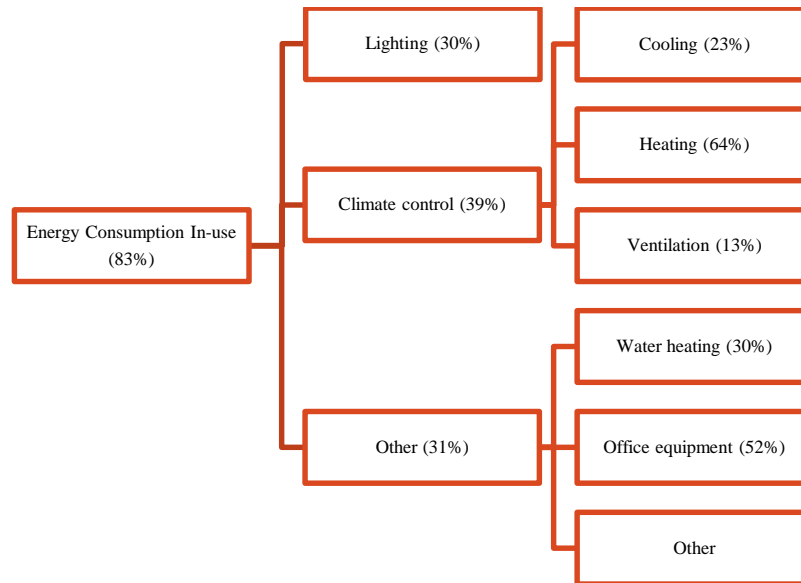 Lighting (30%)
Cooling (23%)
Heating (64%)
Climate control (39%)
Energy Consumption In-use
(83%)
Ventilation (13%)
Water heating (30%)
Other (31%)
Office equipment (52%)
Other